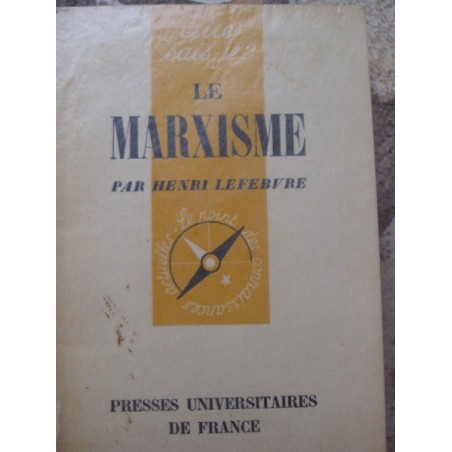 Que
sais-je?
LE
MARXISME
PAR HENRI LEFEBVRE
le point des connaissances actuelles
PRESSES UNIVERSITAIRES
DE FRANCE